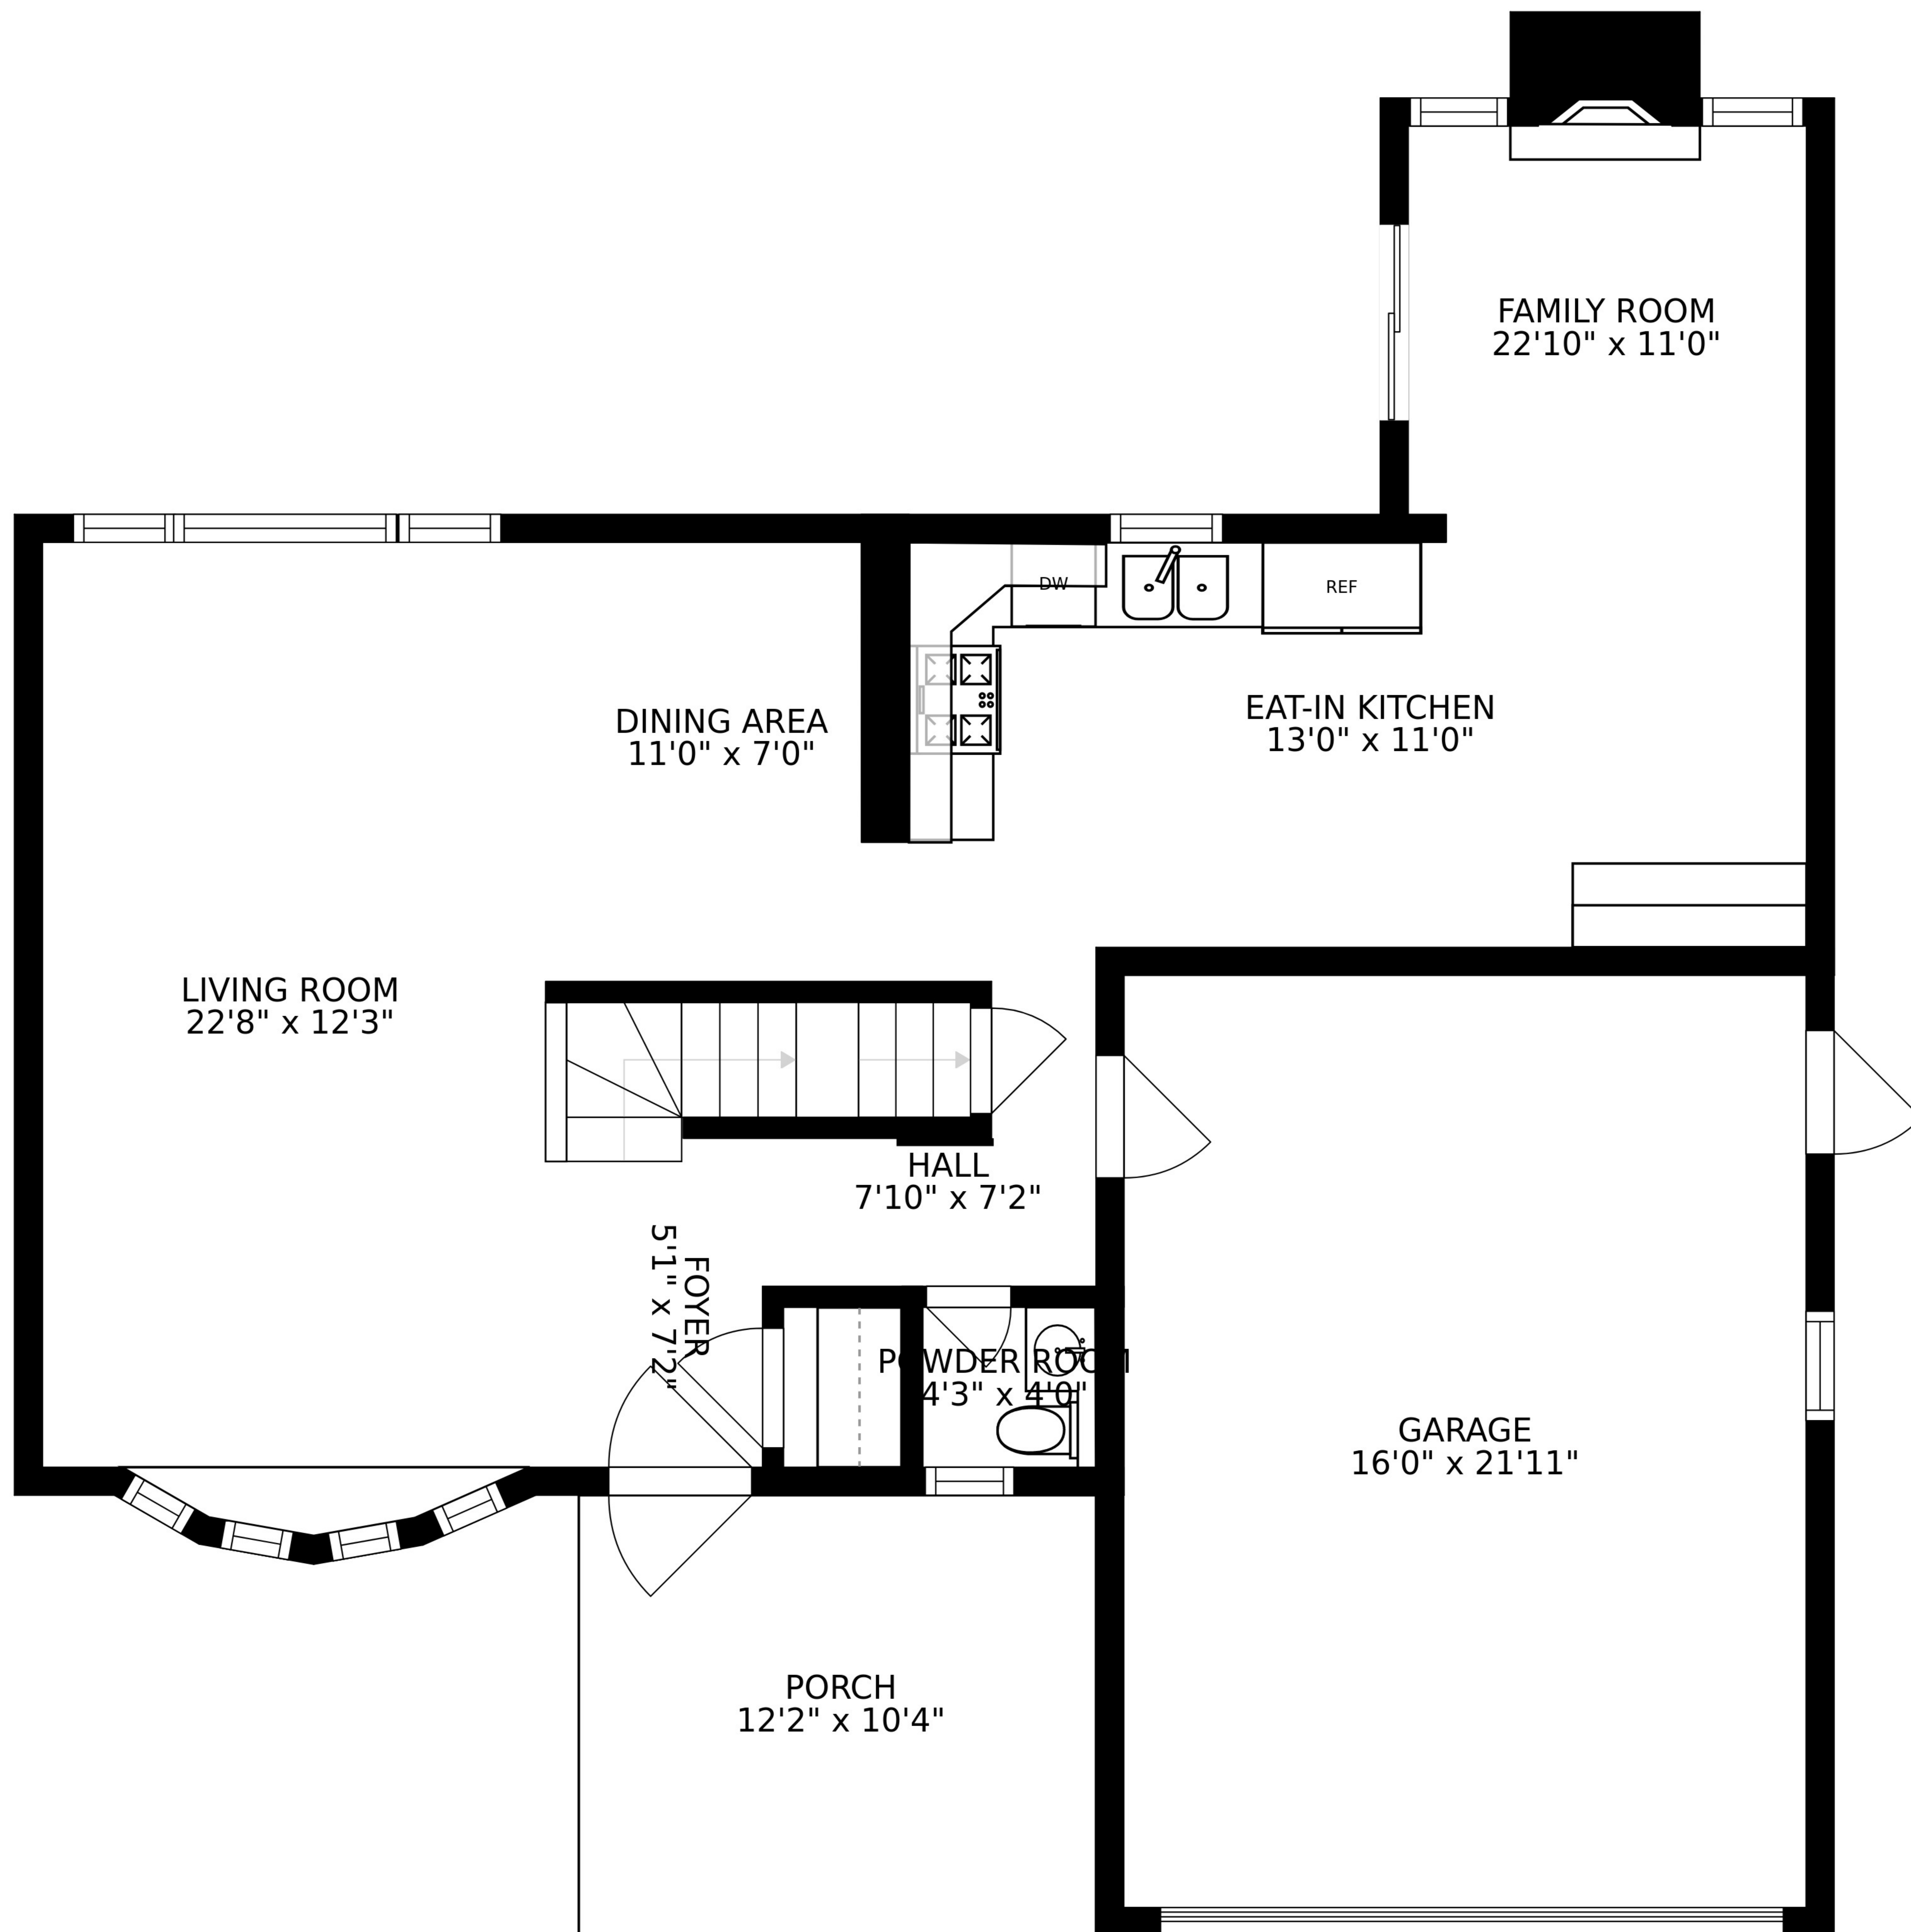 FAMILY ROOM
22'10" x 11'0"
DW
REF
DINING AREA
11'0" x 7'0"
EAT-IN KITCHEN
13'0" x 11'0"
LIVING ROOM
22'8" x 12'3"
HALL
7'10" x 7'2"
FOYER
5'1" x 7'2"
POWDER ROOM
4'3" x 4'0"
GARAGE
16'0" x 21'11"
PORCH
12'2" x 10'4"